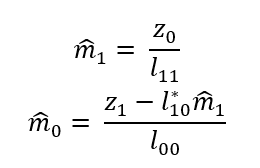 m̂₁ = z₀ / l₁₁
m̂₀ = (z₁ − l*₁₀ m̂₁) / l₀₀